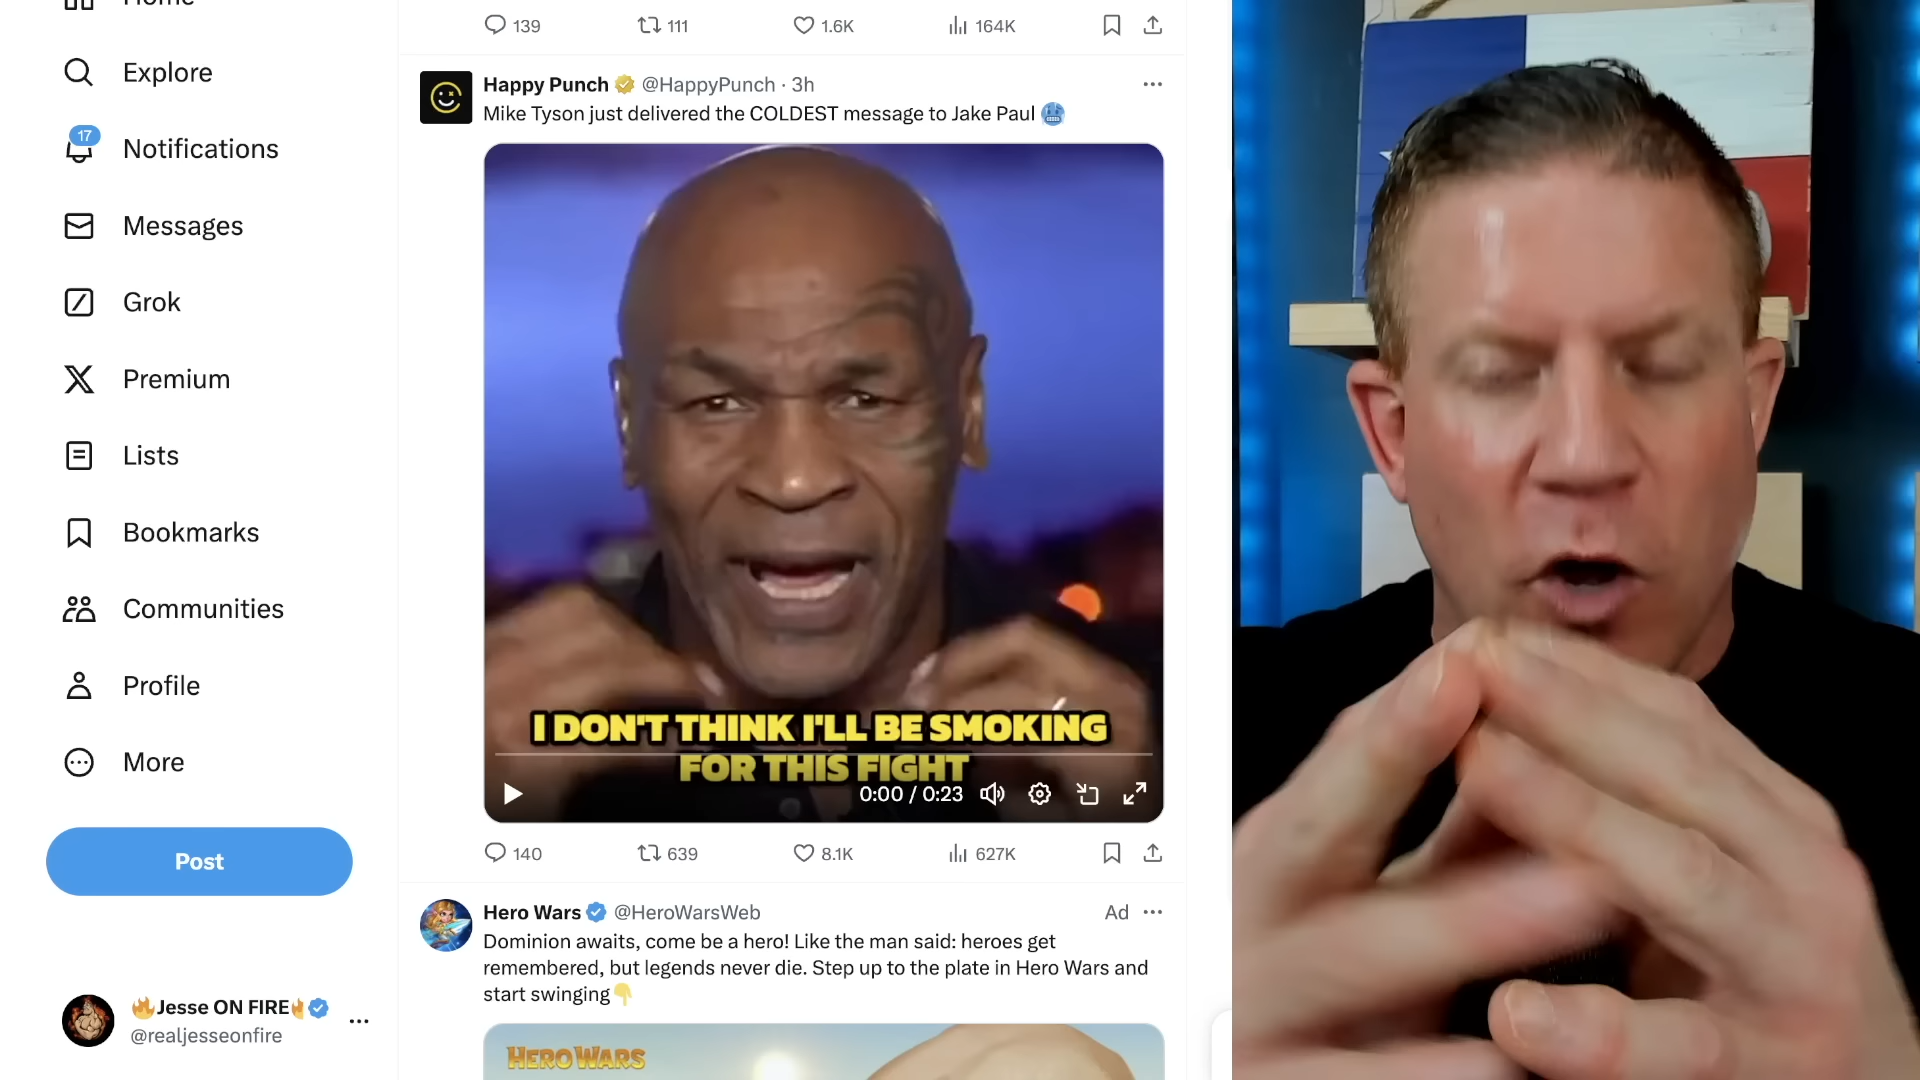 Home
Explore
17
Notifications
Messages
Grok
Premium
Lists
Bookmarks
Communities
Profile
More
Post
🔥Jesse ON FIRE🔥
@realjesseonfire
139 111 1.6K 164K
Happy Punch @HappyPunch · 3h
Mike Tyson just delivered the COLDEST message to Jake Paul 🥶
I DON'T THINK I'LL BE SMOKING
FOR THIS FIGHT
0:00 / 0:23
140 639 8.1K 627K
Hero Wars @HeroWarsWeb Ad
Dominion awaits, come be a hero! Like the man said: heroes get
remembered, but legends never die. Step up to the plate in Hero Wars and
start swinging👇
HERO WARS